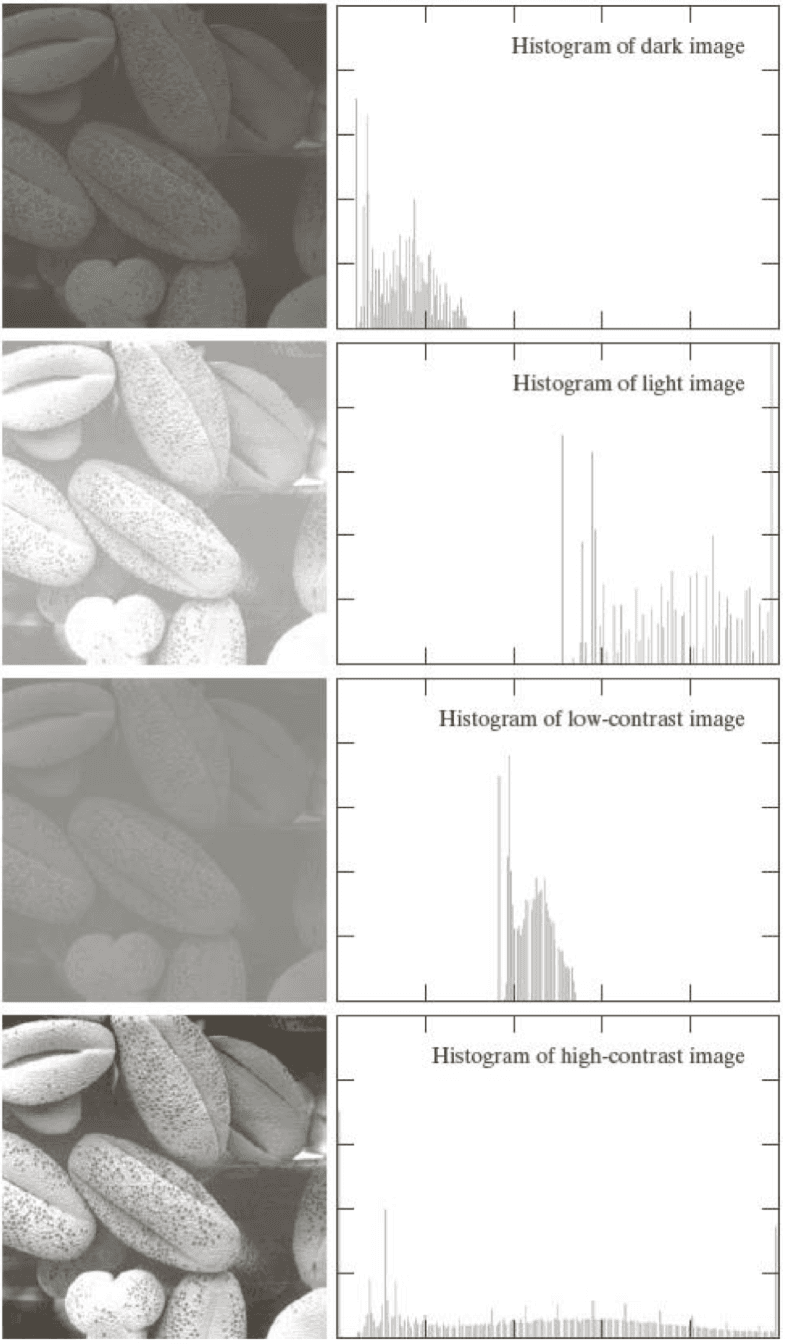 Histogram of dark image
Histogram of light image
Histogram of low-contrast image
Histogram of high-contrast image